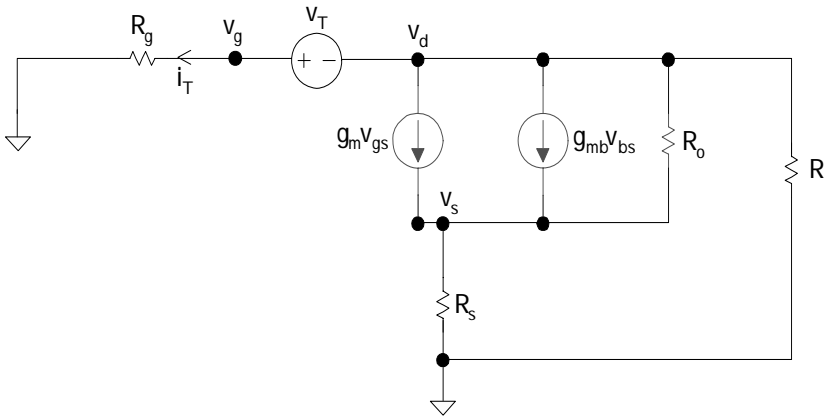 R_g
v_g
v_T
v_d
+ −
i_T
g_m v_gs
g_mb v_bs
R_o
R
v_s
R_s